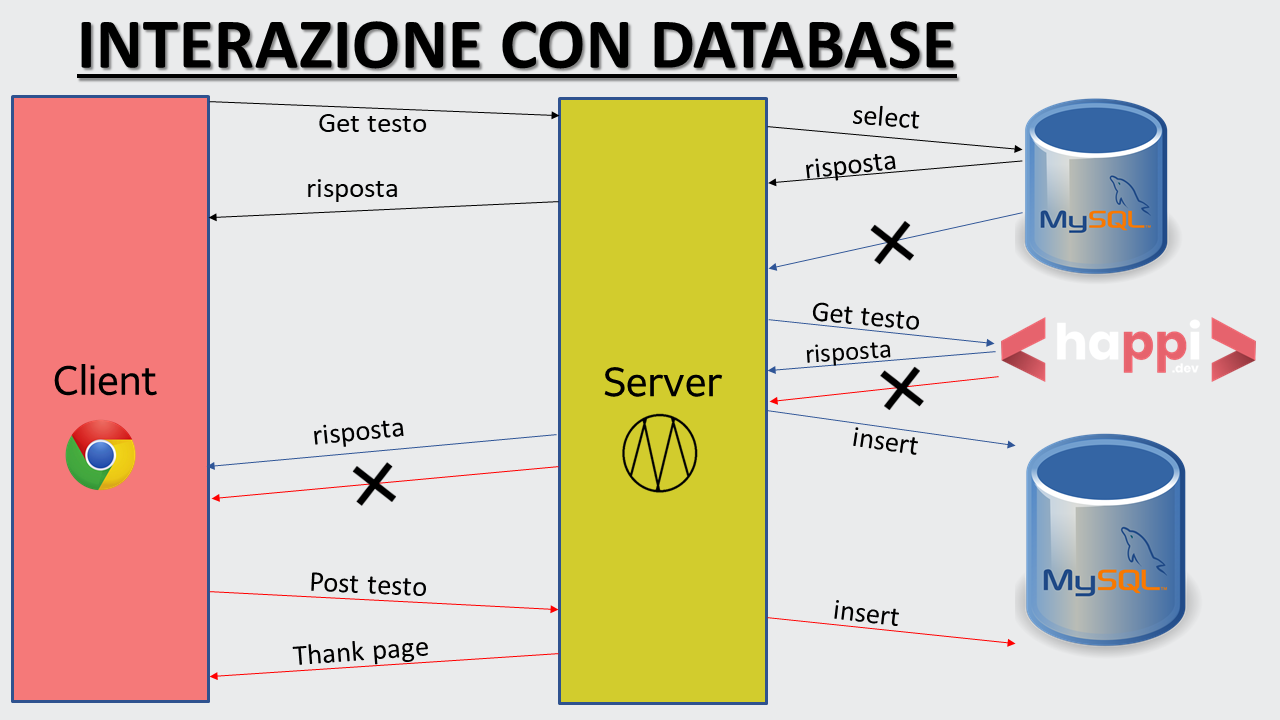 INTERAZIONE CON DATABASE
Get testo
select
risposta
risposta
MySQL
Get testo
<happi>
.dev
risposta
Client
Server
risposta
insert
MySQL
Post testo
insert
Thank page